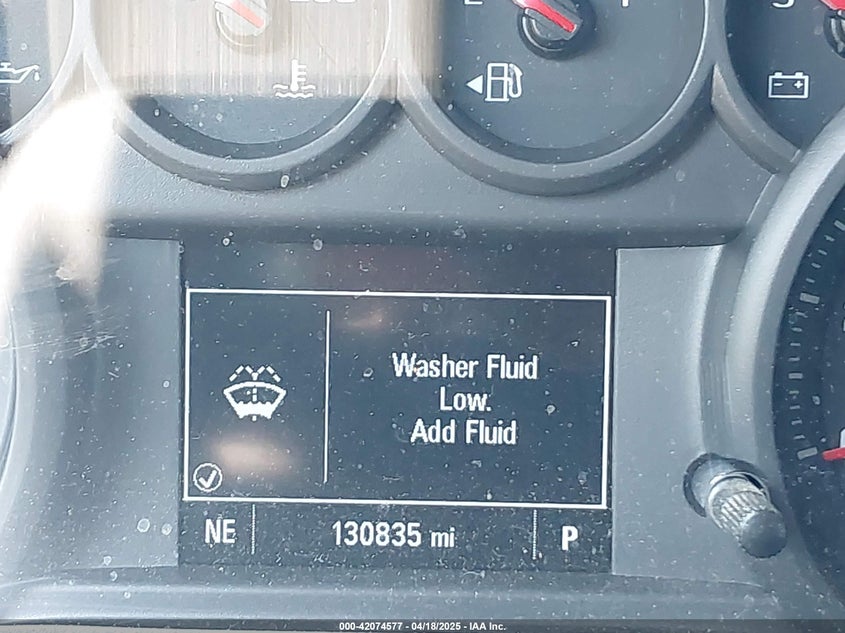 Washer Fluid
Low.
Add Fluid
NE 130835 mi P
000-42074577 - 04/18/2025 - IAA Inc.